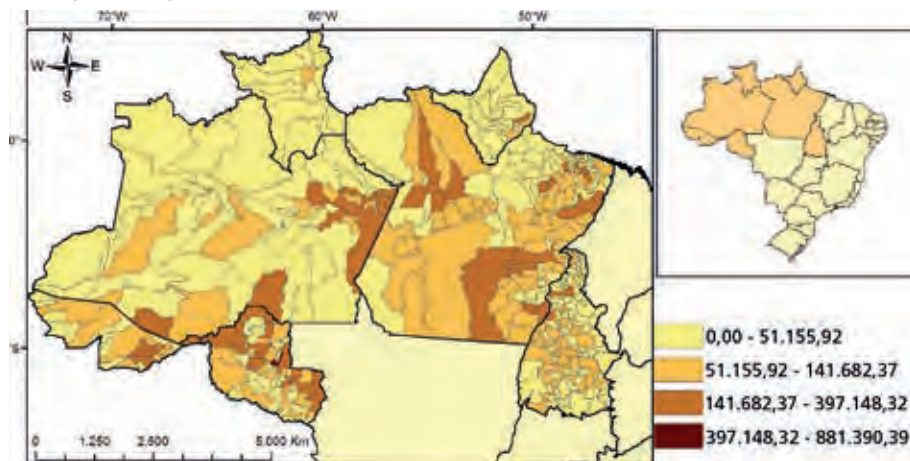 70°W 60°W 50°W
N
W E
S
0°
0 1.250 2.500 5.000 Km
0,00 - 51.155,92
51.155,92 - 141.682,37
141.682,37 - 397.148,32
397.148,32 - 881.390,39